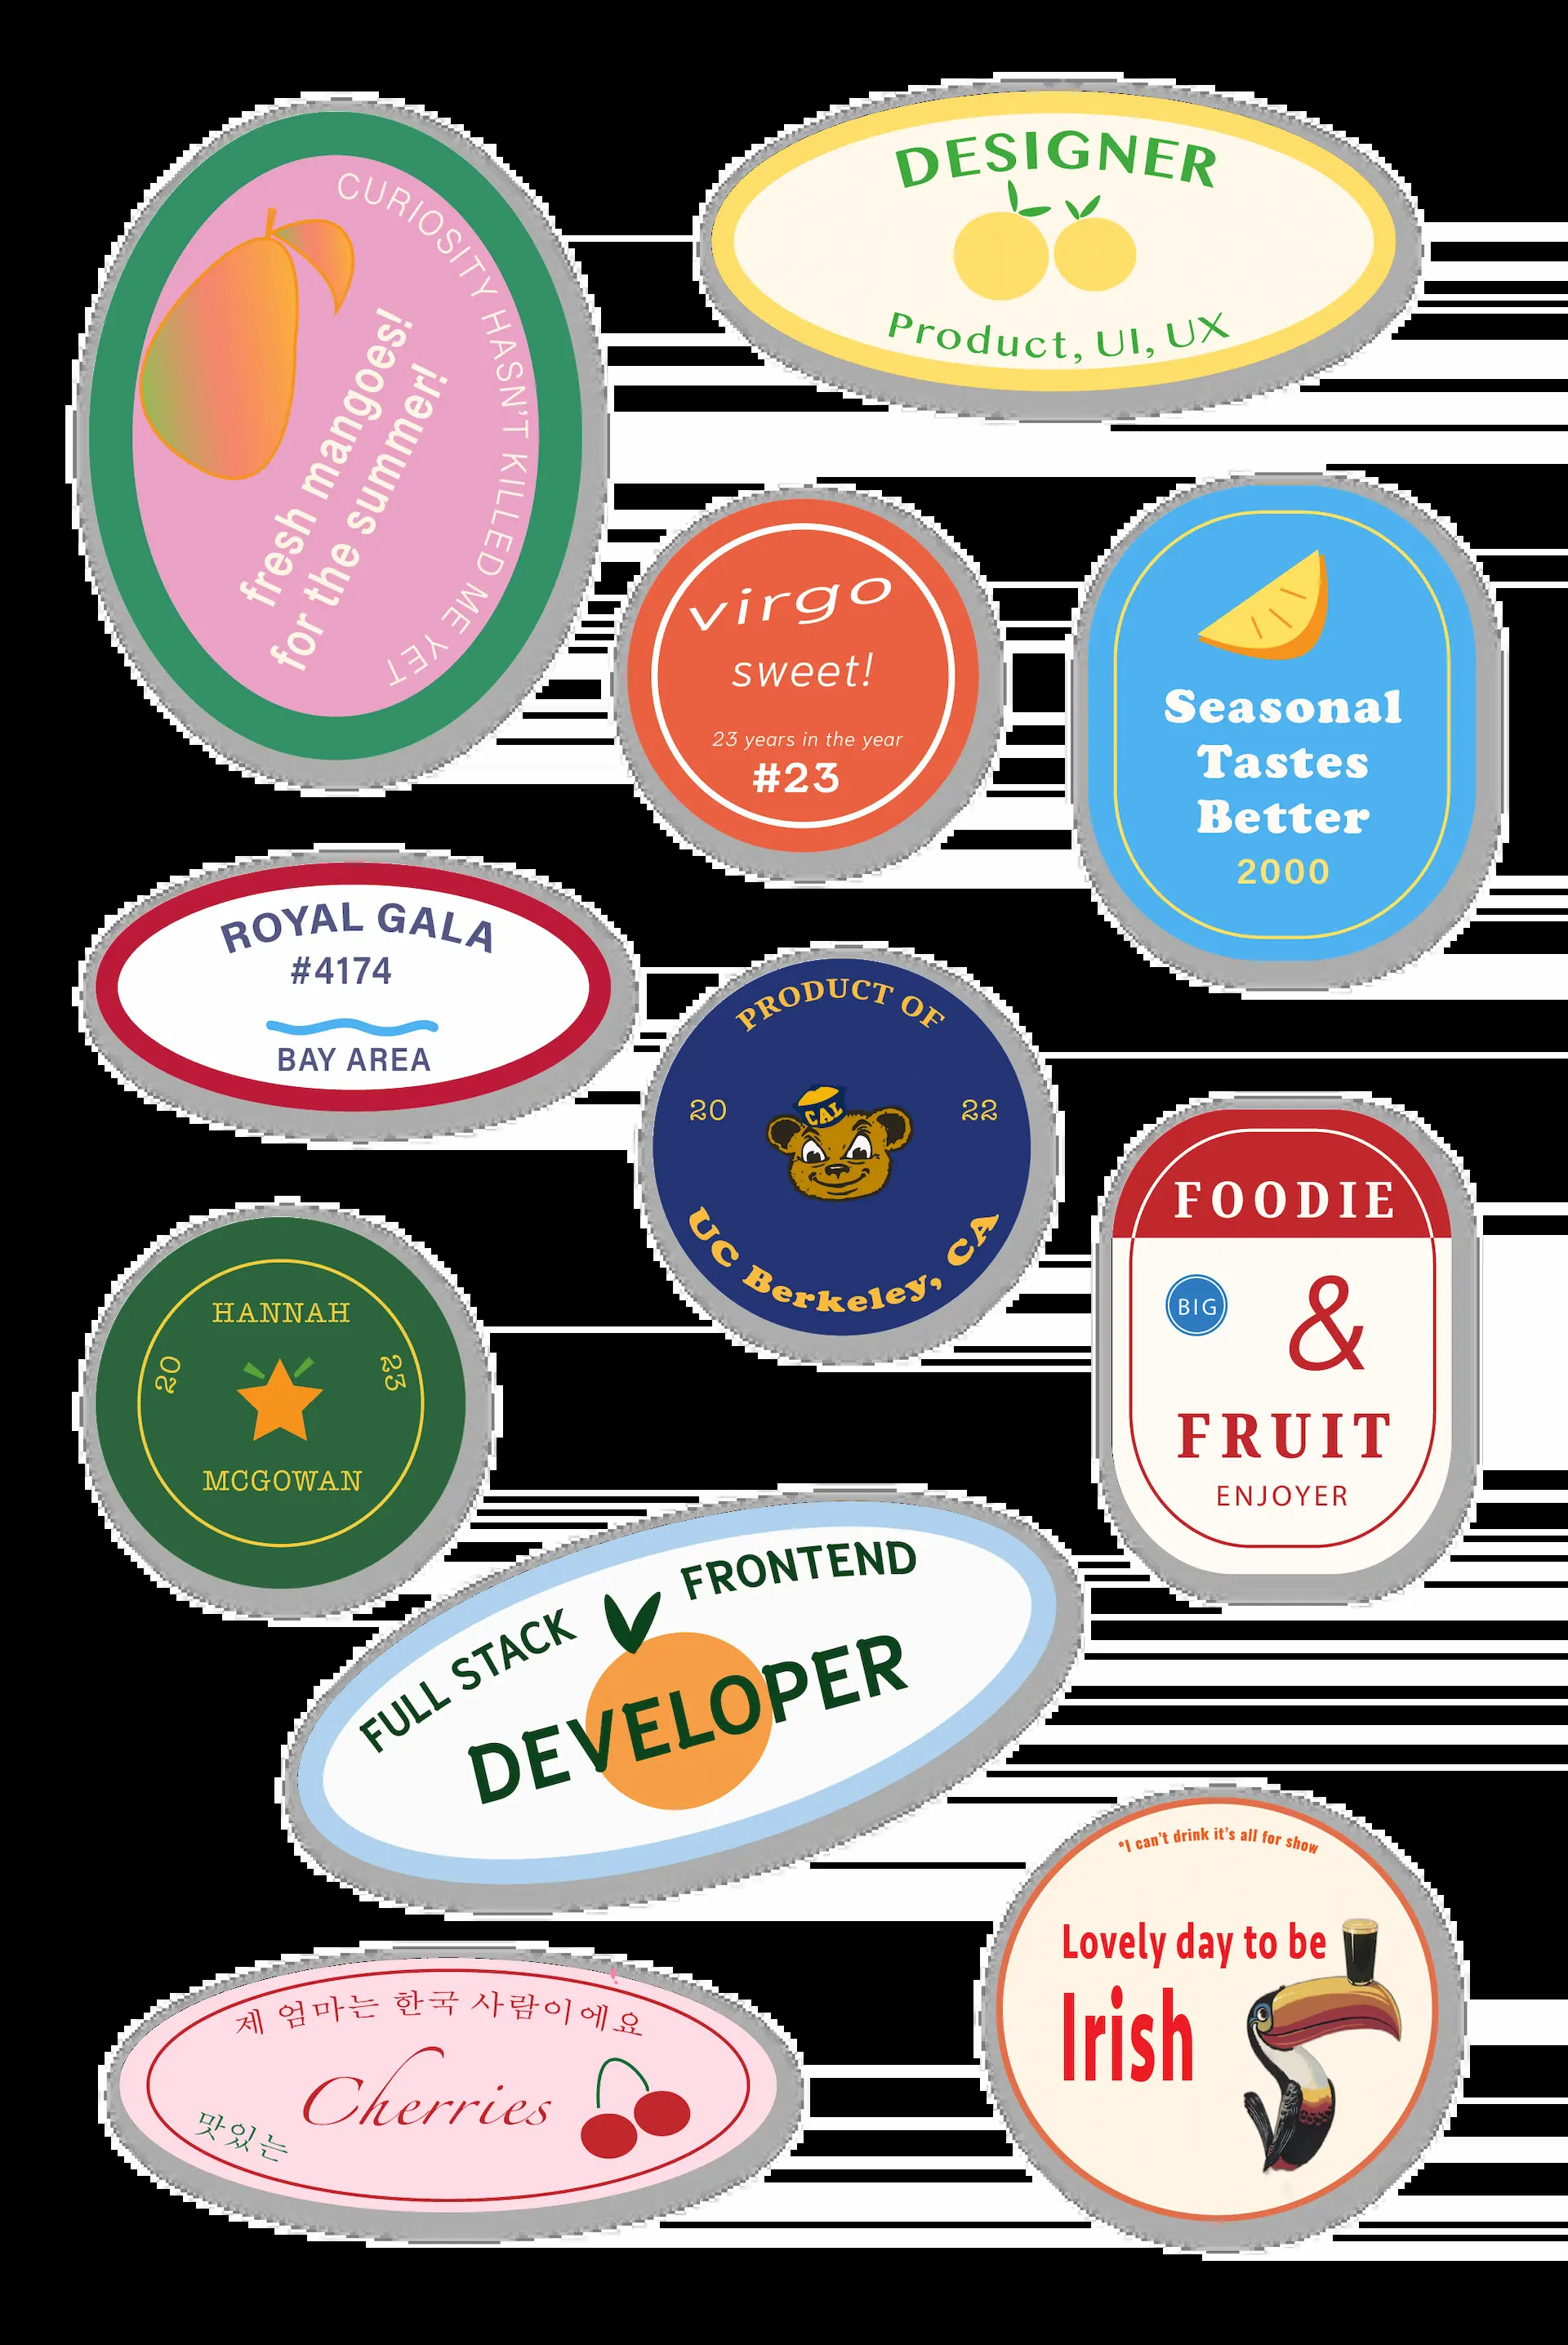 CURIOSITY HASN'T KILLED ME YET
fresh mangoes!
for the summer!
DESIGNER
Product, UI, UX
virgo
sweet!
23 years in the year
#23
Seasonal
Tastes
Better
2000
ROYAL GALA
#4174
BAY AREA
PRODUCT OF
20 22
CAL
UC Berkeley, CA
FOODIE
BIG &
FRUIT
ENJOYER
HANNAH
20 23
MCGOWAN
FULL STACK FRONTEND
DEVELOPER
*I can't drink it's all for show
Lovely day to be
Irish
제 엄마는 한국 사람이에요
Cherries
맛있는